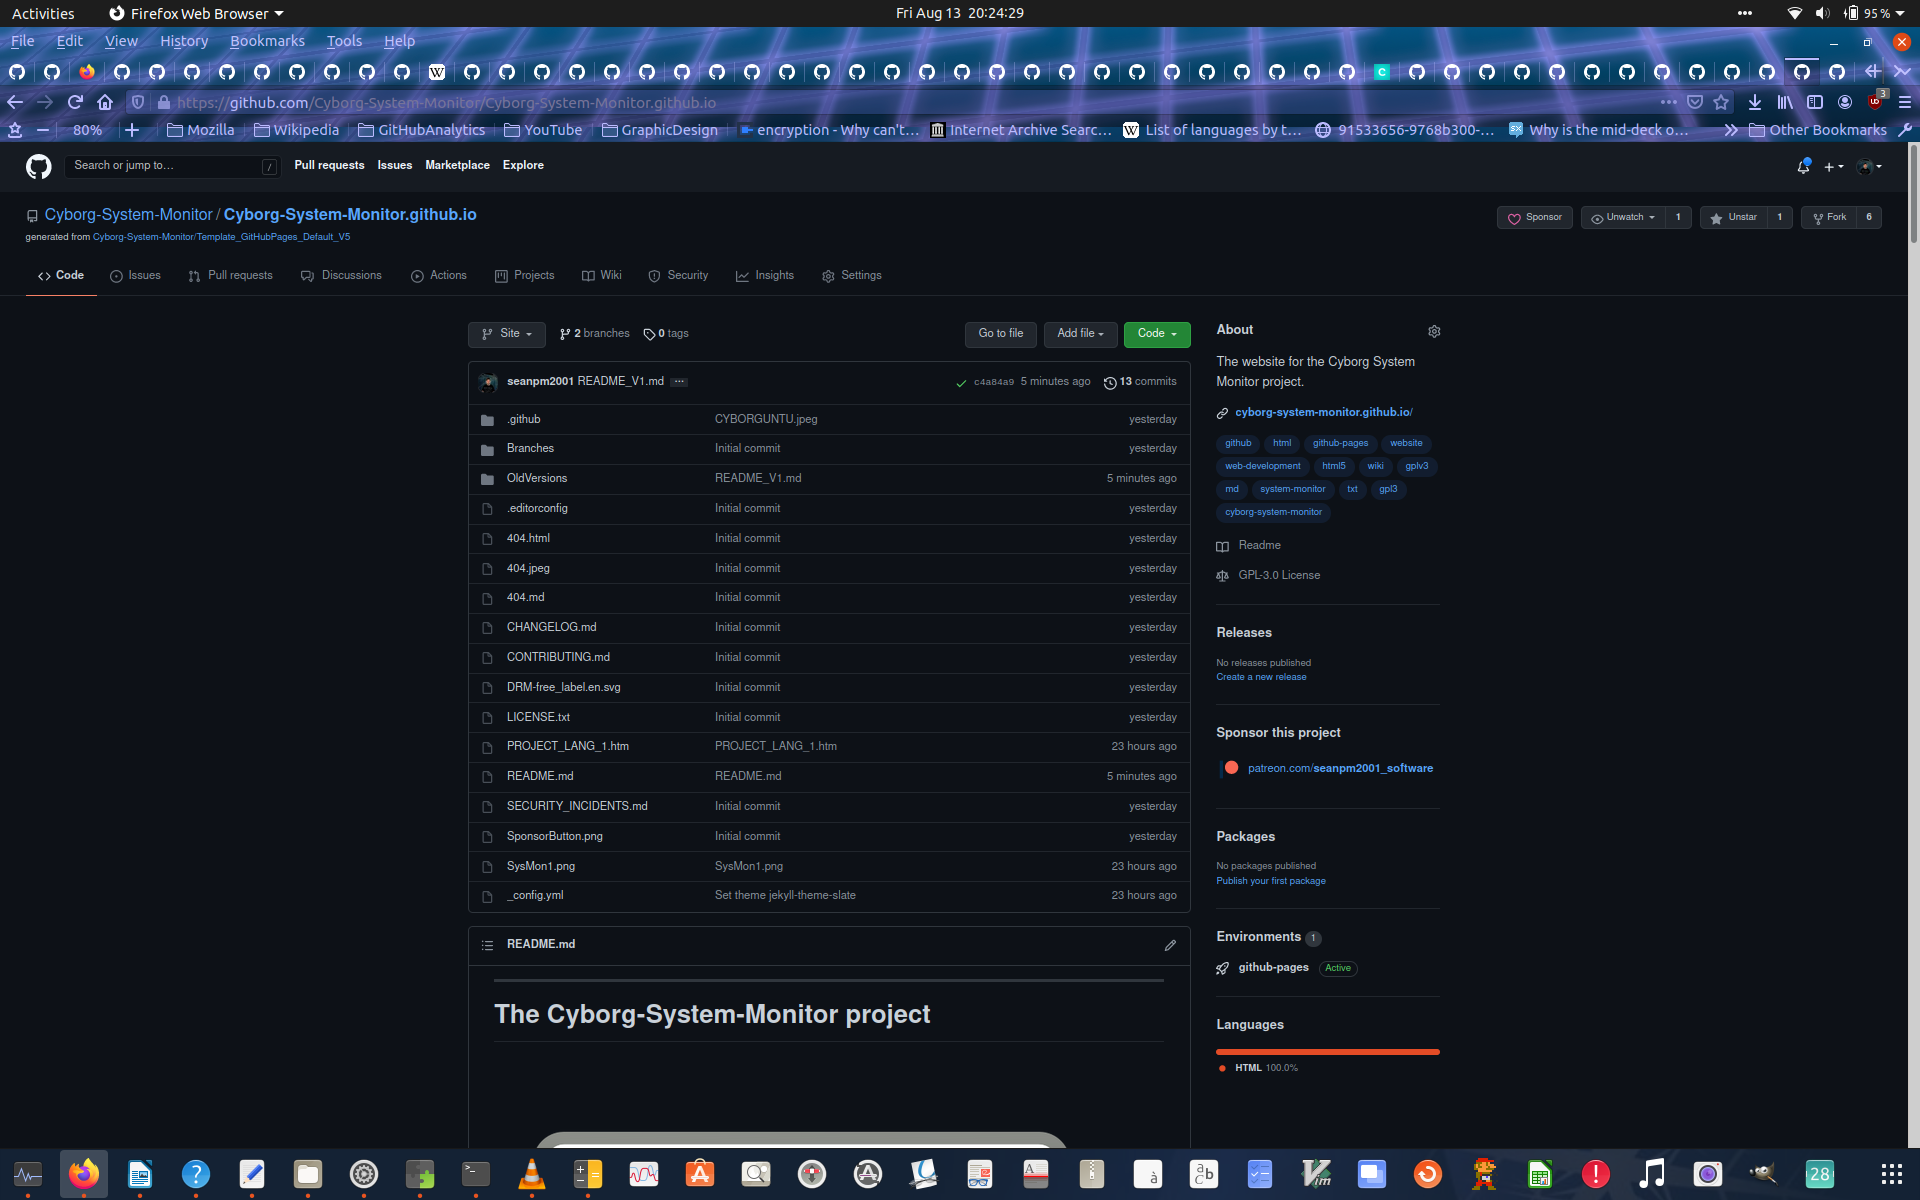 Activities Firefox Web Browser Fri Aug 13 20:24:29 95 %
File Edit View History Bookmarks Tools Help
https://github.com/Cyborg-System-Monitor/Cyborg-System-Monitor.github.io 3
80% Mozilla Wikipedia GitHubAnalytics YouTube GraphicDesign encryption - Why can't… Internet Archive Searc… List of languages by t… 91533656-9768b300-… Why is the mid-deck o… Other Bookmarks
Search or jump to… / Pull requests Issues Marketplace Explore
Cyborg-System-Monitor / Cyborg-System-Monitor.github.io Sponsor Unwatch 1 Unstar 1 Fork 6
generated from Cyborg-System-Monitor/Template_GitHubPages_Default_V5
Code Issues Pull requests Discussions Actions Projects Wiki Security Insights Settings
Site 2 branches 0 tags Go to file Add file Code
seanpm2001 README_V1.md … c4a84a9 5 minutes ago 13 commits
.github CYBORGUNTU.jpeg yesterday
Branches Initial commit yesterday
OldVersions README_V1.md 5 minutes ago
.editorconfig Initial commit yesterday
404.html Initial commit yesterday
404.jpeg Initial commit yesterday
404.md Initial commit yesterday
CHANGELOG.md Initial commit yesterday
CONTRIBUTING.md Initial commit yesterday
DRM-free_label.en.svg Initial commit yesterday
LICENSE.txt Initial commit yesterday
PROJECT_LANG_1.htm PROJECT_LANG_1.htm 23 hours ago
README.md README.md 5 minutes ago
SECURITY_INCIDENTS.md Initial commit yesterday
SponsorButton.png Initial commit yesterday
SysMon1.png SysMon1.png 23 hours ago
_config.yml Set theme jekyll-theme-slate 23 hours ago
README.md
The Cyborg-System-Monitor project
About
The website for the Cyborg System
Monitor project.
cyborg-system-monitor.github.io/
github html github-pages website
web-development html5 wiki gplv3
md system-monitor txt gpl3
cyborg-system-monitor
Readme
GPL-3.0 License
Releases
No releases published
Create a new release
Sponsor this project
patreon.com/seanpm2001_software
Packages
No packages published
Publish your first package
Environments 1
github-pages Active
Languages
HTML 100.0%
28